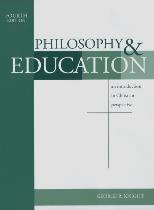 FOURTH
EDITION
PHILOSOPHY &
EDUCATION
an introduction
in Christian
perspective
GEORGE R. KNIGHT